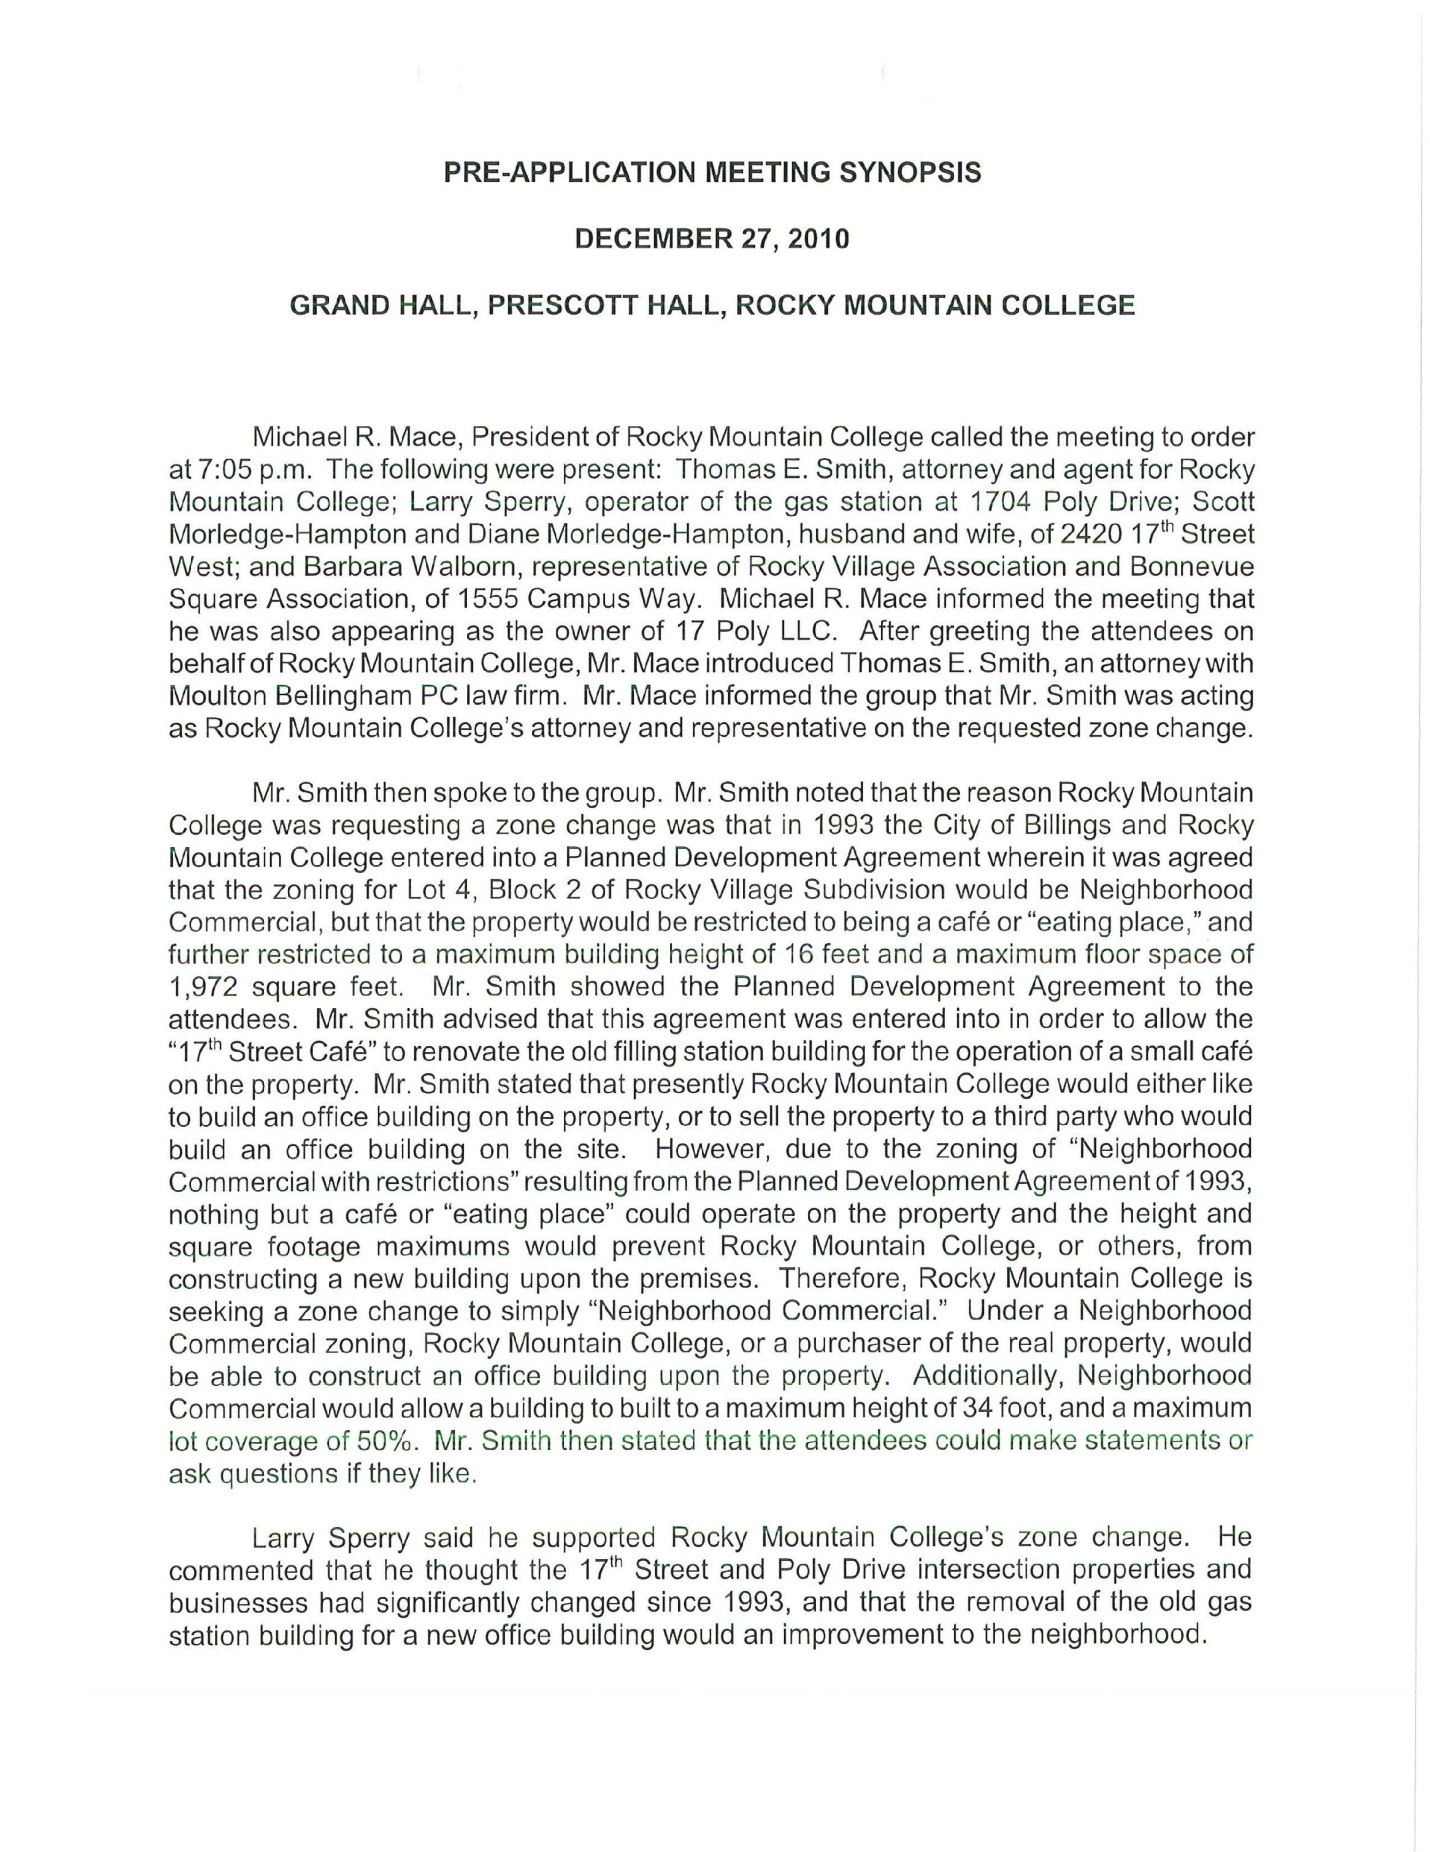 PRE-APPLICATION MEETING SYNOPSIS
DECEMBER 27, 2010
GRAND HALL, PRESCOTT HALL, ROCKY MOUNTAIN COLLEGE
Michael R. Mace, President of Rocky Mountain College called the meeting to order
at 7:05 p.m. The following were present: Thomas E. Smith, attorney and agent for Rocky
Mountain College; Larry Sperry, operator of the gas station at 1704 Poly Drive; Scott
Morledge-Hampton and Diane Morledge-Hampton, husband and wife, of 2420 17th Street
West; and Barbara Walborn, representative of Rocky Village Association and Bonnevue
Square Association, of 1555 Campus Way. Michael R. Mace informed the meeting that
he was also appearing as the owner of 17 Poly LLC. After greeting the attendees on
behalf of Rocky Mountain College, Mr. Mace introduced Thomas E. Smith, an attorney with
Moulton Bellingham PC law firm. Mr. Mace informed the group that Mr. Smith was acting
as Rocky Mountain College's attorney and representative on the requested zone change.
Mr. Smith then spoke to the group. Mr. Smith noted that the reason Rocky Mountain
College was requesting a zone change was that in 1993 the City of Billings and Rocky
Mountain College entered into a Planned Development Agreement wherein it was agreed
that the zoning for Lot 4, Block 2 of Rocky Village Subdivision would be Neighborhood
Commercial, but that the property would be restricted to being a café or “eating place,” and
further restricted to a maximum building height of 16 feet and a maximum floor space of
1,972 square feet. Mr. Smith showed the Planned Development Agreement to the
attendees. Mr. Smith advised that this agreement was entered into in order to allow the
“17th Street Café” to renovate the old filling station building for the operation of a small café
on the property. Mr. Smith stated that presently Rocky Mountain College would either like
to build an office building on the property, or to sell the property to a third party who would
build an office building on the site. However, due to the zoning of “Neighborhood
Commercial with restrictions” resulting from the Planned Development Agreement of 1993,
nothing but a café or “eating place” could operate on the property and the height and
square footage maximums would prevent Rocky Mountain College, or others, from
constructing a new building upon the premises. Therefore, Rocky Mountain College is
seeking a zone change to simply “Neighborhood Commercial.” Under a Neighborhood
Commercial zoning, Rocky Mountain College, or a purchaser of the real property, would
be able to construct an office building upon the property. Additionally, Neighborhood
Commercial would allow a building to built to a maximum height of 34 foot, and a maximum
lot coverage of 50%. Mr. Smith then stated that the attendees could make statements or
ask questions if they like.
Larry Sperry said he supported Rocky Mountain College's zone change. He
commented that he thought the 17th Street and Poly Drive intersection properties and
businesses had significantly changed since 1993, and that the removal of the old gas
station building for a new office building would an improvement to the neighborhood.